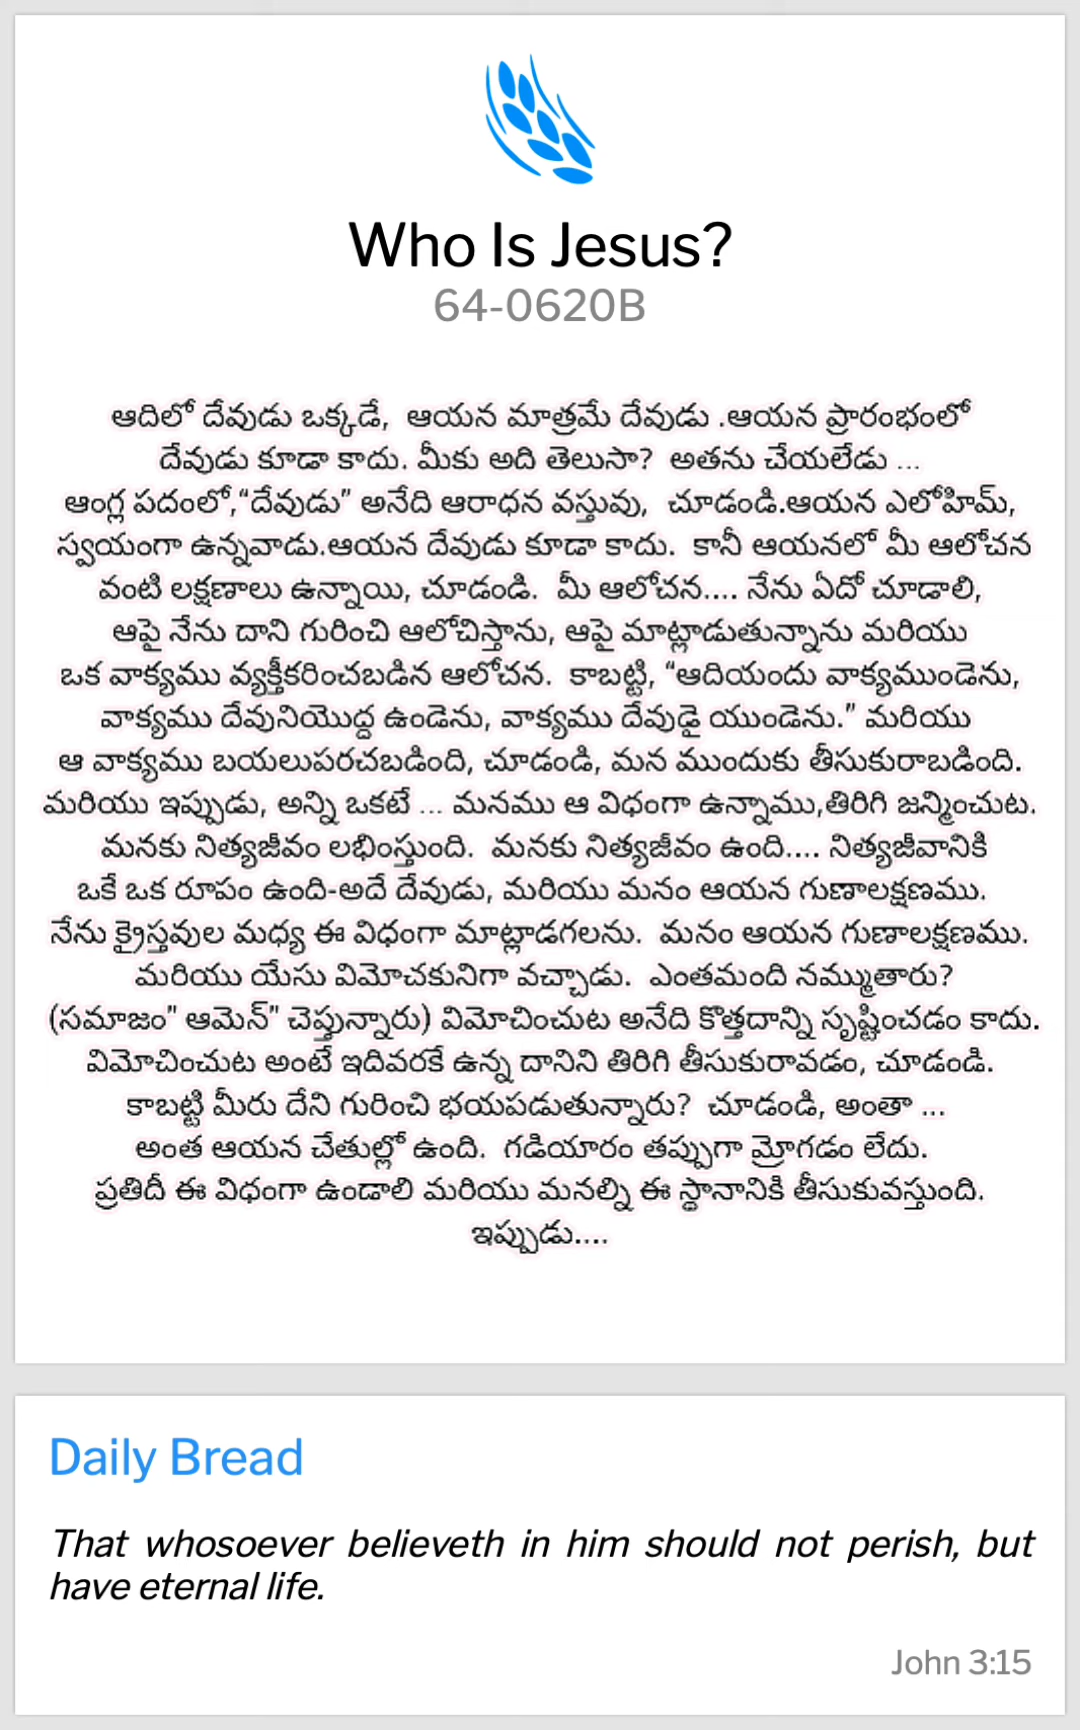 Who Is Jesus?
64-0620B
ఆదిలో దేవుడు ఒక్కడే,  ఆయన మాత్రమే దేవుడు .ఆయన ప్రారంభంలో
దేవుడు కూడా కాదు. మీకు అది తెలుసా?  అతను చేయలేడు ...
ఆంగ్ల పదంలో,“దేవుడు” అనేది ఆరాధన వస్తువు,  చూడండి.ఆయన ఎలోహిమ్,
స్వయంగా ఉన్నవాడు.ఆయన దేవుడు కూడా కాదు.  కానీ ఆయనలో మీ ఆలోచన
వంటి లక్షణాలు ఉన్నాయి, చూడండి.  మీ ఆలోచన.... నేను ఏదో చూడాలి,
ఆపై నేను దాని గురించి ఆలోచిస్తాను, ఆపై మాట్లాడుతున్నాను మరియు
ఒక వాక్యము వ్యక్తీకరించబడిన ఆలోచన.  కాబట్టి, “ఆదియందు వాక్యముండెను,
వాక్యము దేవునియొద్ద ఉండెను, వాక్యము దేవుడై యుండెను.” మరియు
ఆ వాక్యము బయలుపరచబడింది, చూడండి, మన ముందుకు తీసుకురాబడింది.
మరియు ఇప్పుడు, అన్ని ఒకటే ... మనము ఆ విధంగా ఉన్నాము,తిరిగి జన్మించుట.
మనకు నిత్యజీవం లభిస్తుంది.  మనకు నిత్యజీవం ఉంది.... నిత్యజీవానికి
ఒకే ఒక రూపం ఉంది-అదే దేవుడు, మరియు మనం ఆయన గుణాలక్షణము.
నేను క్రైస్తవుల మధ్య ఈ విధంగా మాట్లాడగలను.  మనం ఆయన గుణాలక్షణము.
మరియు యేసు విమోచకునిగా వచ్చాడు.  ఎంతమంది నమ్ముతారు?
(సమాజం" ఆమెన్" చెప్తున్నారు) విమోచించుట అనేది కొత్తదాన్ని సృష్టించడం కాదు.
విమోచించుట అంటే ఇదివరకే ఉన్న దానిని తిరిగి తీసుకురావడం, చూడండి.
కాబట్టి మీరు దేని గురించి భయపడుతున్నారు?  చూడండి, అంతా ...
అంత ఆయన చేతుల్లో ఉంది.  గడియారం తప్పుగా మ్రోగడం లేదు.
ప్రతిదీ ఈ విధంగా ఉండాలి మరియు మనల్ని ఈ స్థానానికి తీసుకువస్తుంది.
ఇప్పుడు....
Daily Bread
That whosoever believeth in him should not perish, but
have eternal life.
John 3:15